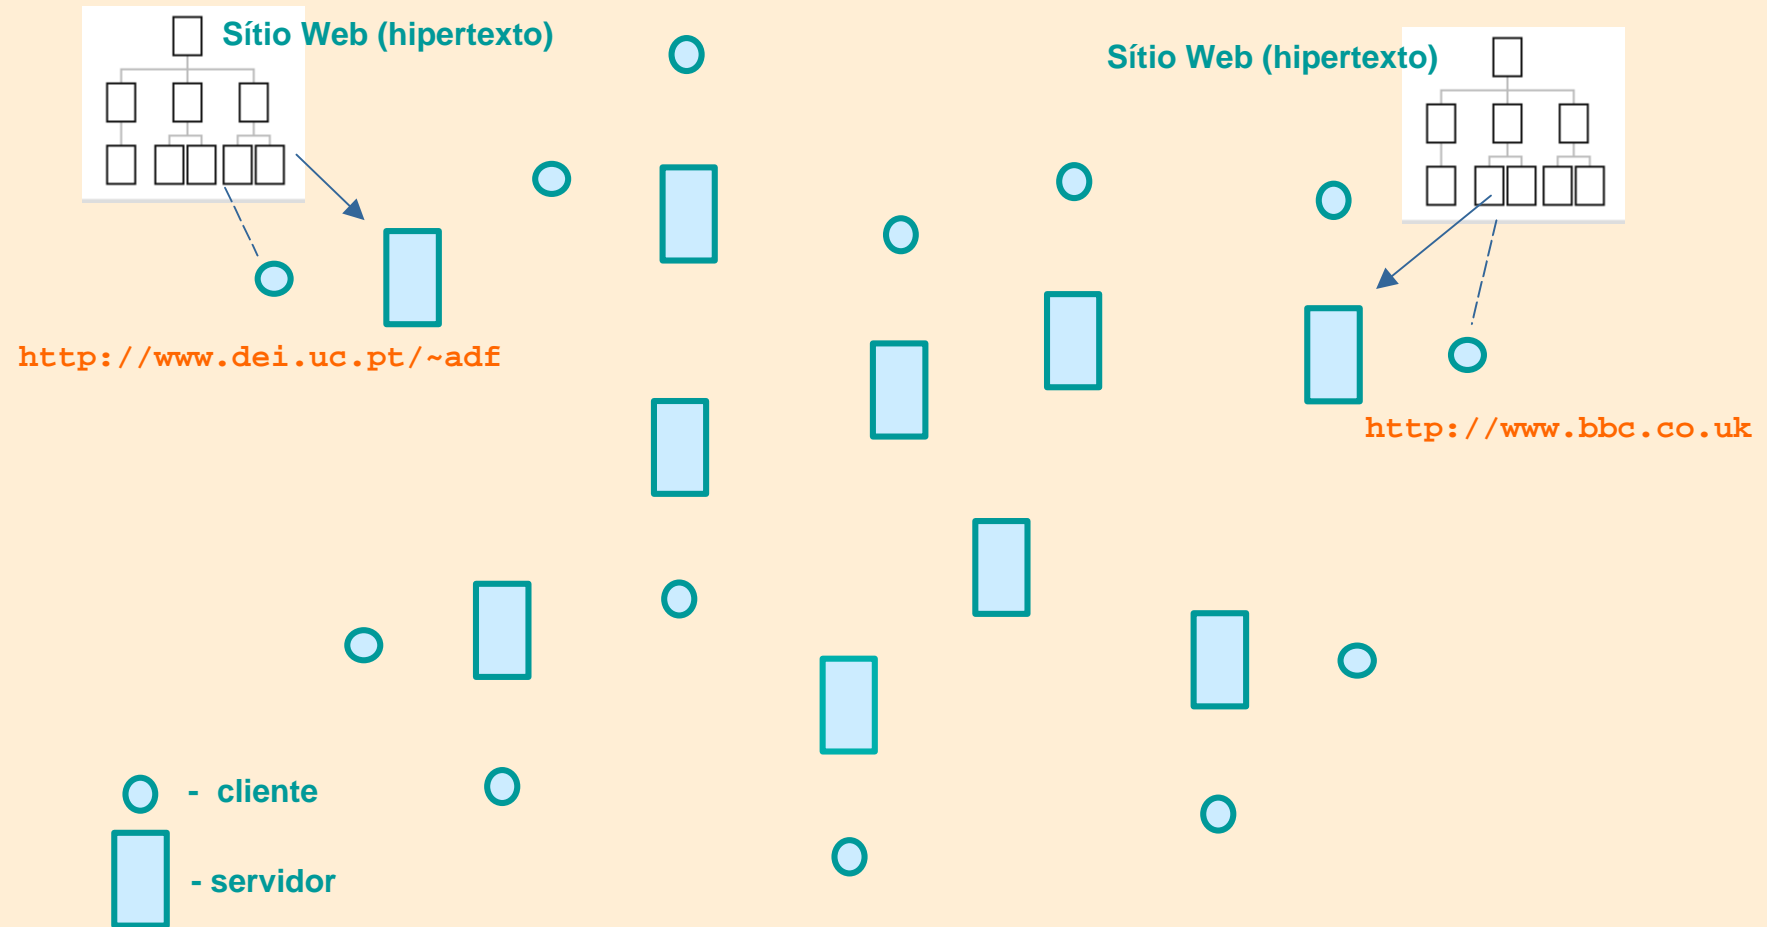 Sítio Web (hipertexto)
Sítio Web (hipertexto)
http://www.dei.uc.pt/~adf
http://www.bbc.co.uk
- cliente
- servidor